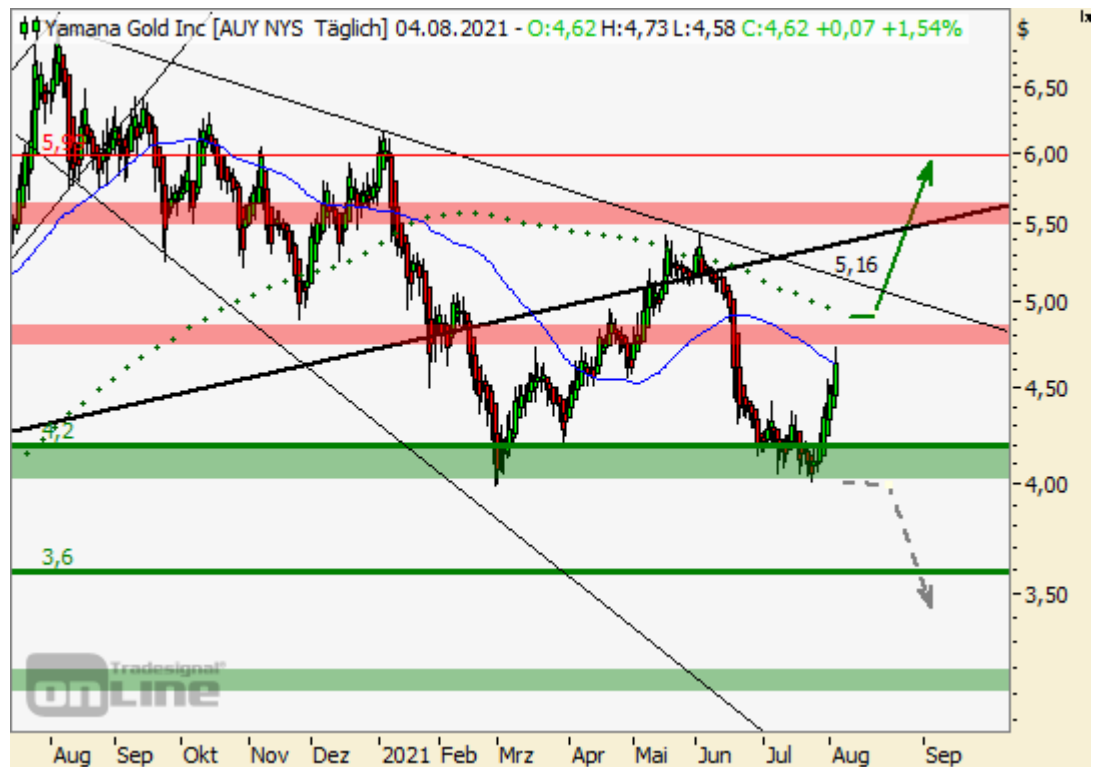 Yamana Gold Inc [AUY NYS Täglich] 04.08.2021 - O:4,62 H:4,73 L:4,58 C:4,62 +0,07 +1,54%
$
6,50
6,00
5,50
5,16
5,00
4,50
4,2
4,00
3,6
3,50
Tradesignal®
onLine
Aug Sep Okt Nov Dez 2021 Feb Mrz Apr Mai Jun Jul Aug Sep